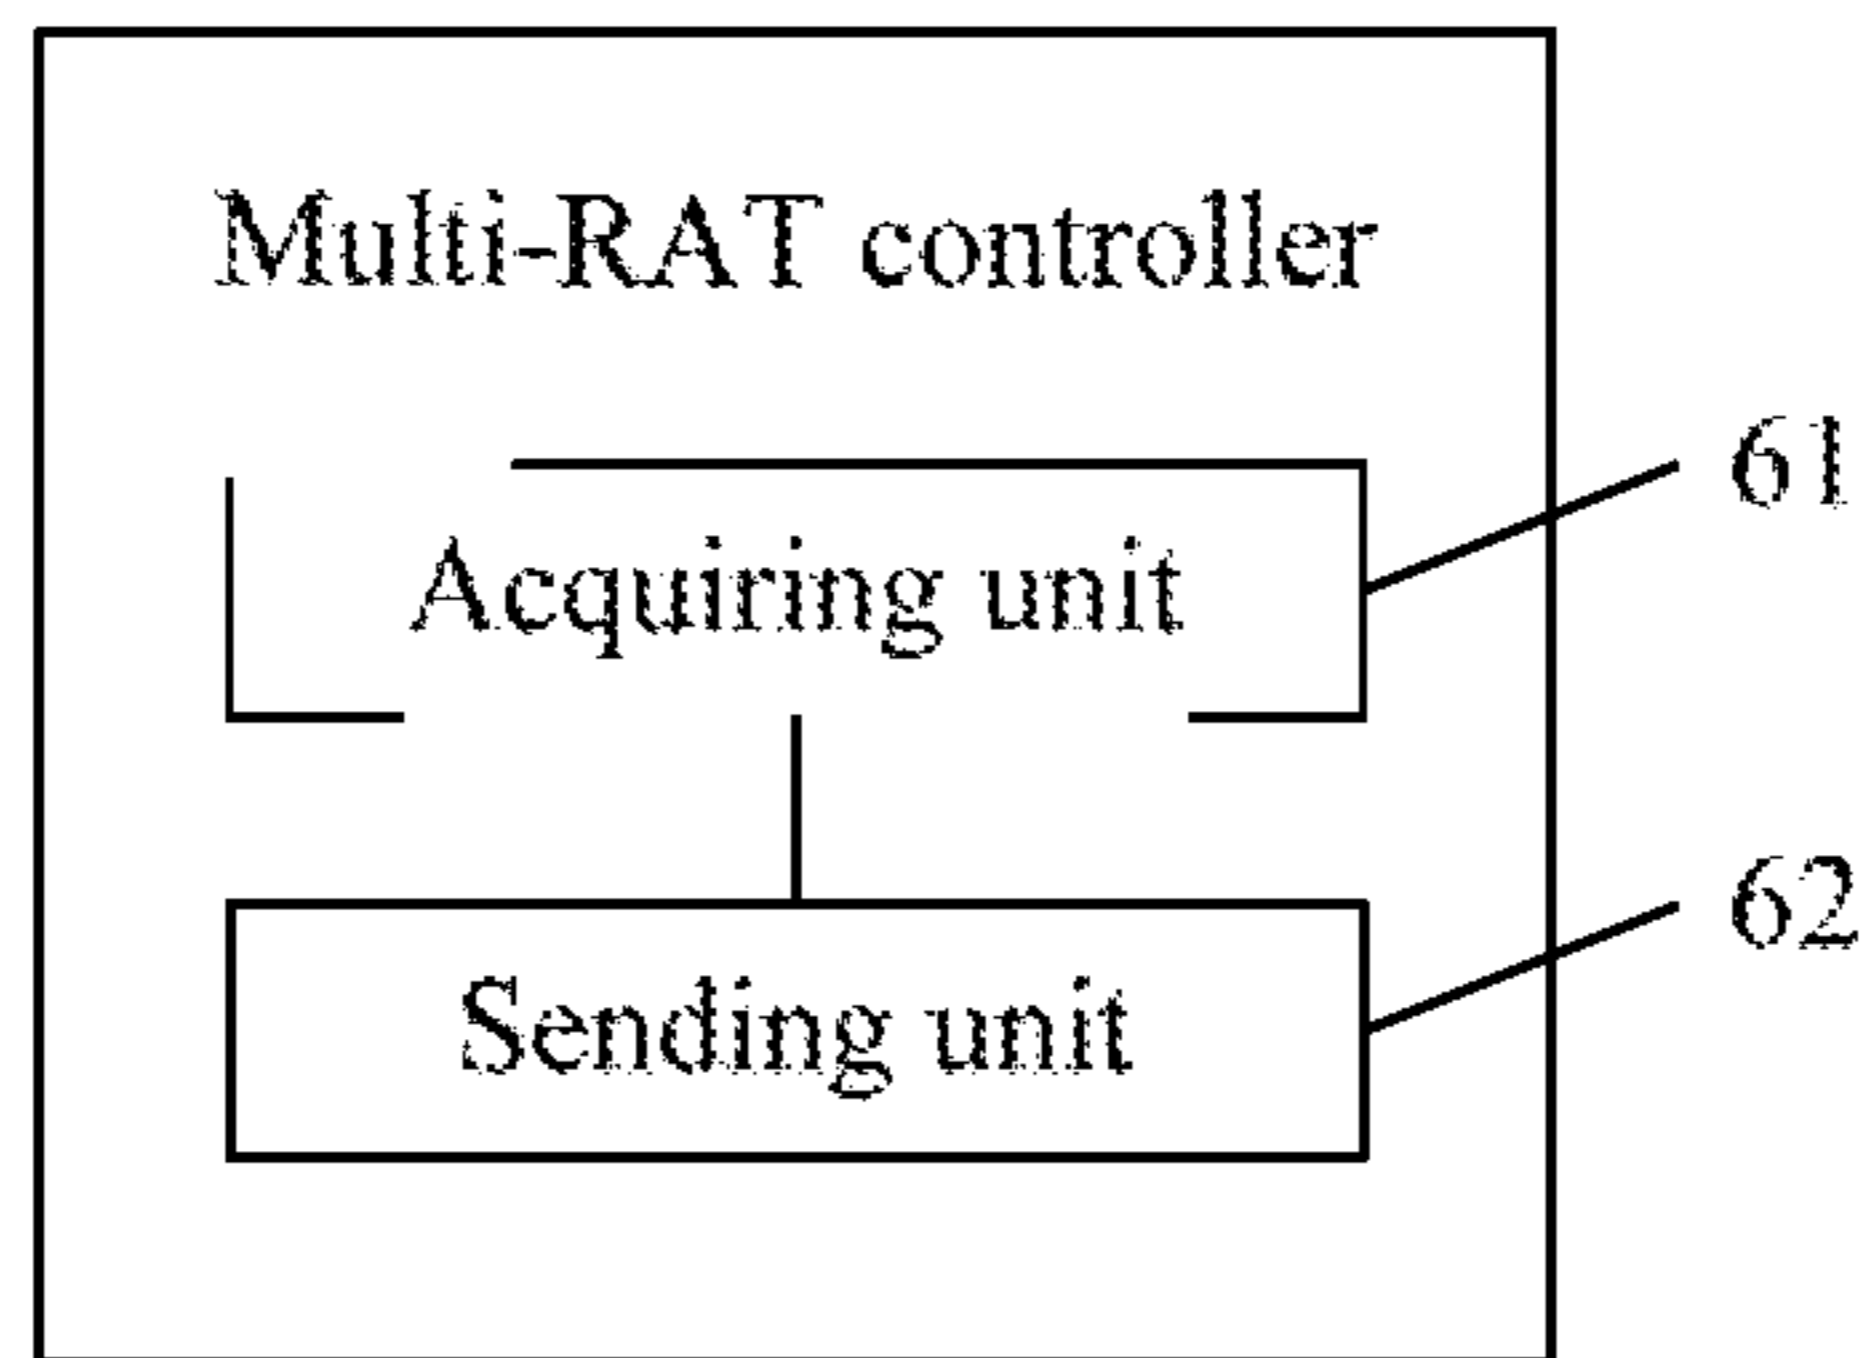 Multi-RAT controller
61
Acquiring unit
62
Sending unit